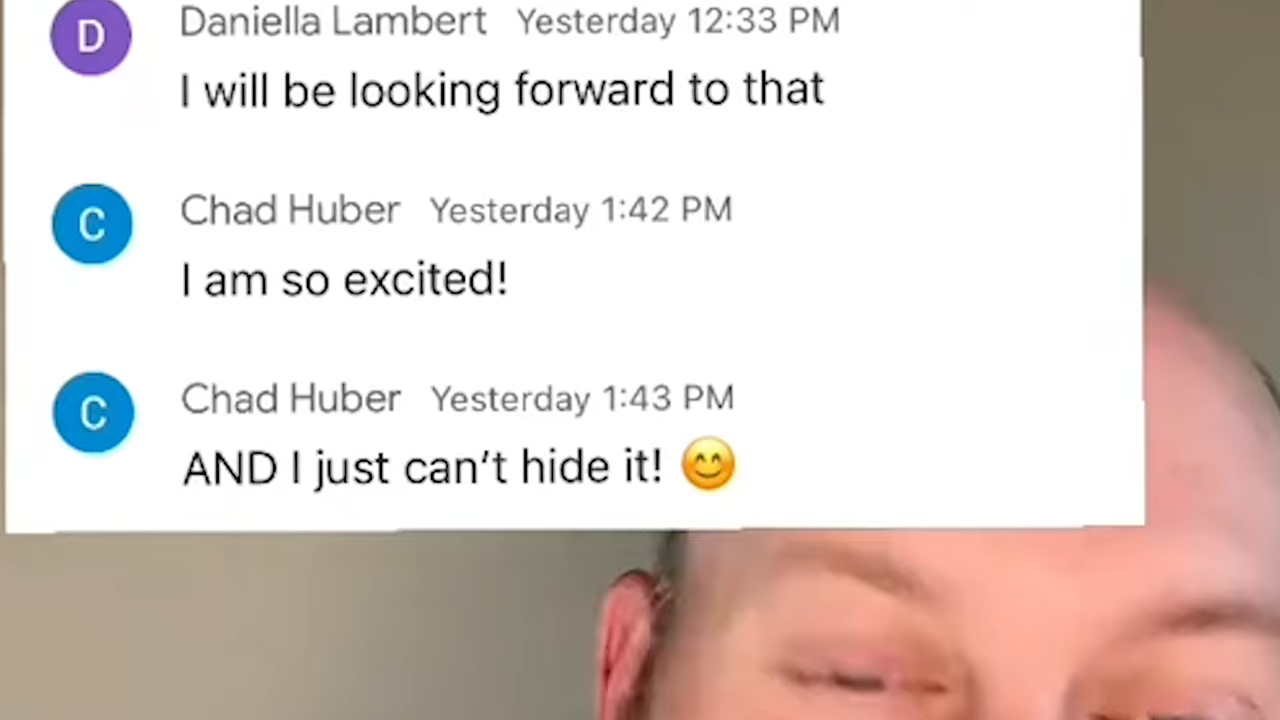 D
Daniella Lambert Yesterday 12:33 PM
I will be looking forward to that
C
Chad Huber Yesterday 1:42 PM
I am so excited!
C
Chad Huber Yesterday 1:43 PM
AND I just can't hide it! 😊